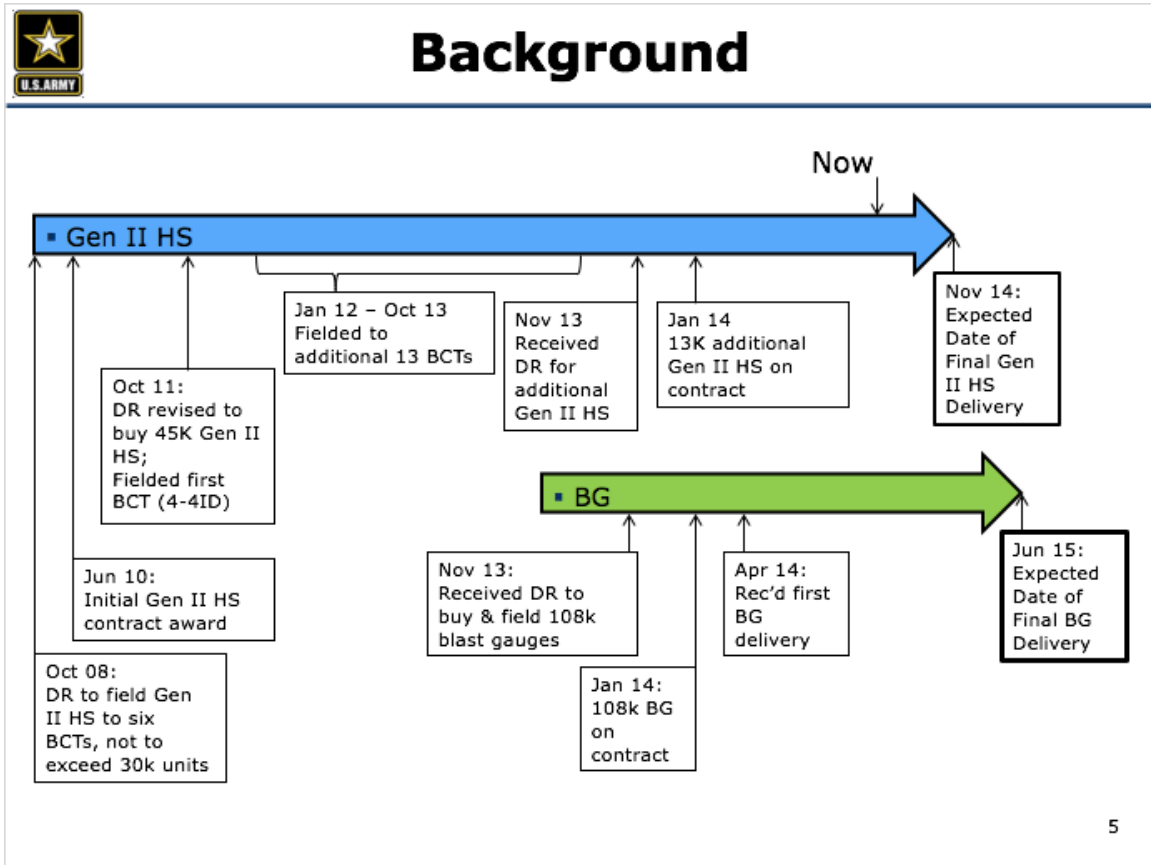 U.S.ARMY
Background
Now
▪ Gen II HS
Jan 12 – Oct 13
Fielded to
additional 13 BCTs
Nov 13
Received
DR for
additional
Gen II HS
Jan 14
13K additional
Gen II HS on
contract
Nov 14:
Expected
Date of
Final Gen
II HS
Delivery
Oct 11:
DR revised to
buy 45K Gen II
HS;
Fielded first
BCT (4-4ID)
▪ BG
Jun 10:
Initial Gen II HS
contract award
Nov 13:
Received DR to
buy & field 108k
blast gauges
Apr 14:
Rec'd first
BG
delivery
Jun 15:
Expected
Date of
Final BG
Delivery
Oct 08:
DR to field Gen
II HS to six
BCTs, not to
exceed 30k units
Jan 14:
108k BG
on
contract
5